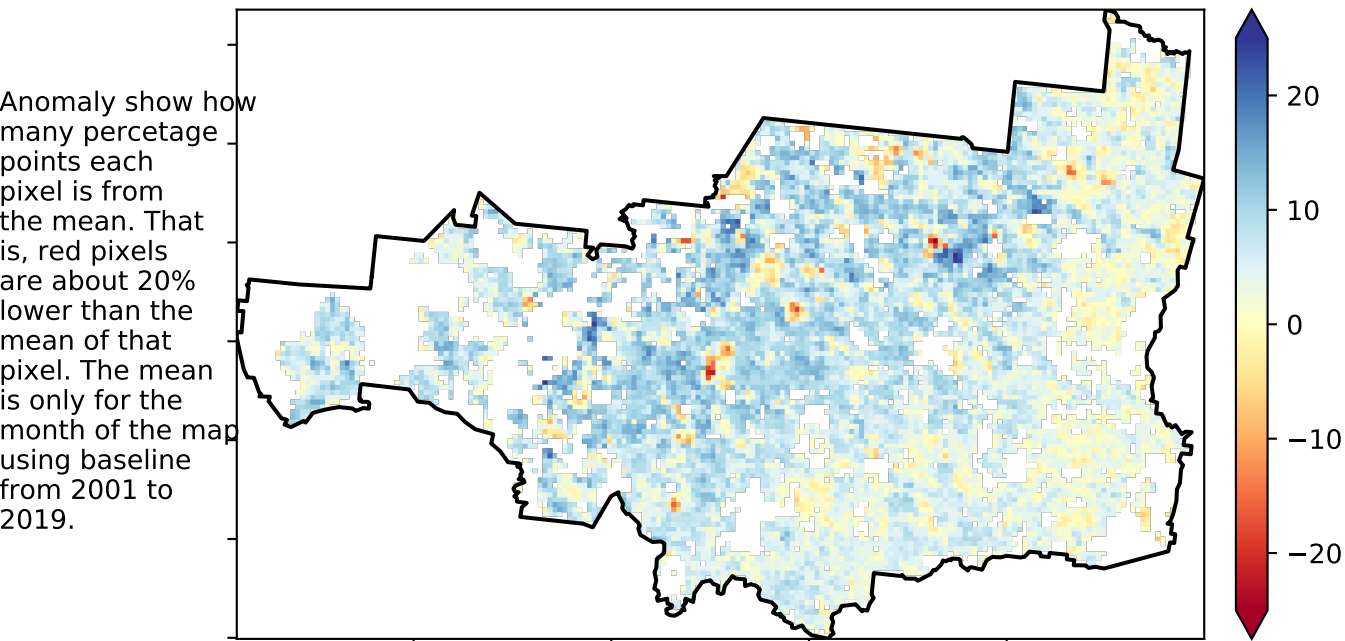 Anomaly show how
many percetage
points each
pixel is from
the mean. That
is, red pixels
are about 20%
lower than the
mean of that
pixel. The mean
is only for the
month of the map
using baseline
from 2001 to
2019.
20
10
0
−10
−20